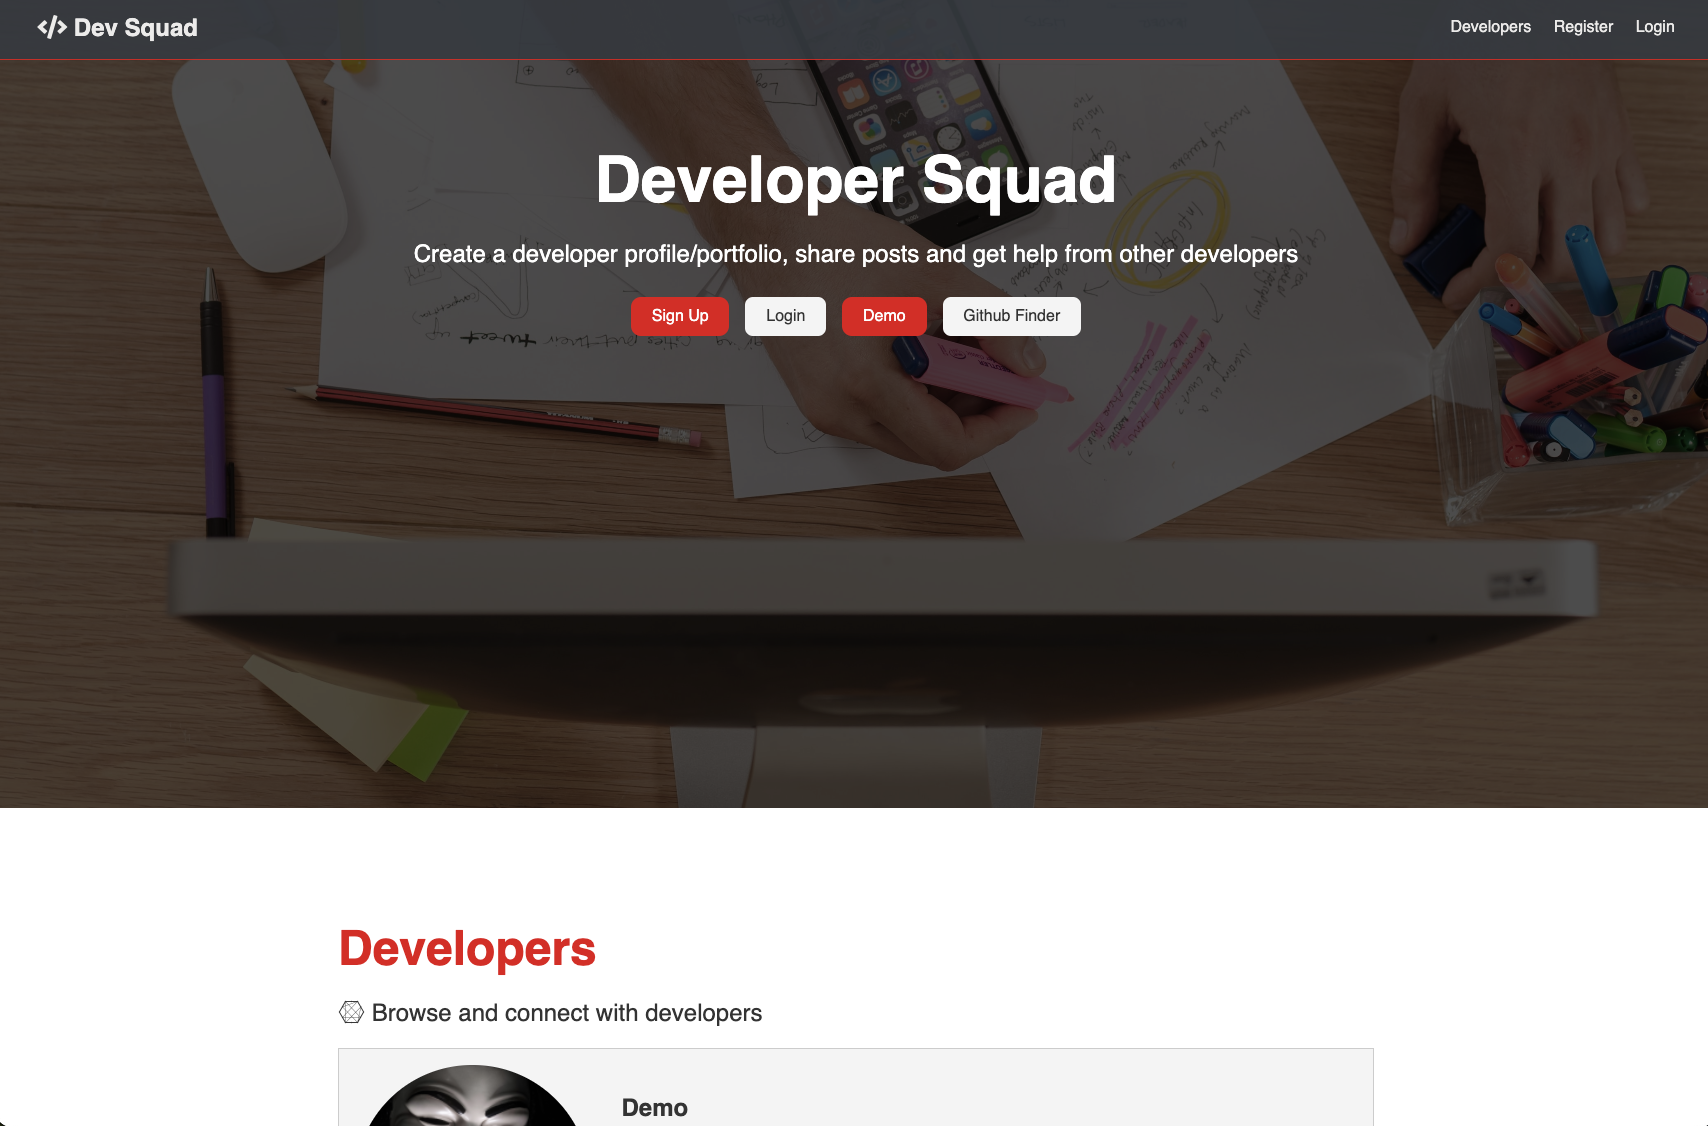 </> Dev Squad
Developers Register Login
Developer Squad
Create a developer profile/portfolio, share posts and get help from other developers
Sign Up Login Demo Github Finder
Developers
Browse and connect with developers
Demo